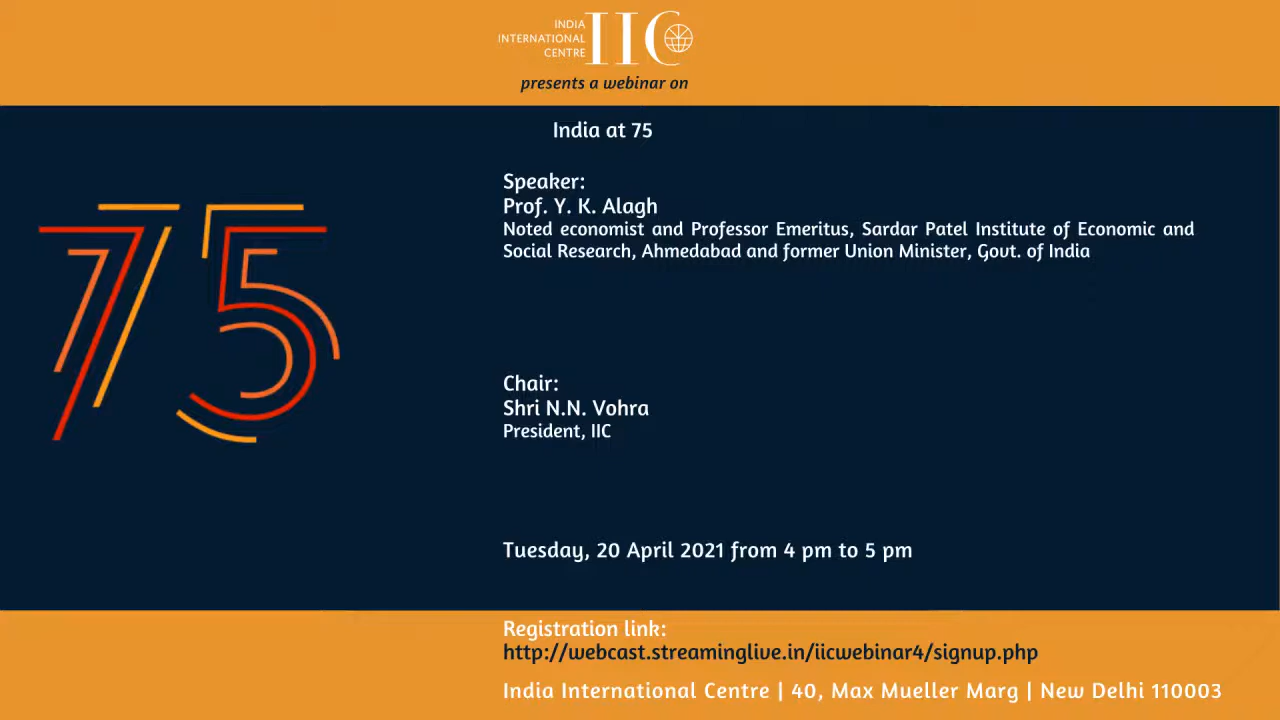 INDIA
INTERNATIONAL
CENTRE
IIC
presents a webinar on
India at 75
75
Speaker:
Prof. Y. K. Alagh
Noted economist and Professor Emeritus, Sardar Patel Institute of Economic and
Social Research, Ahmedabad and former Union Minister, Govt. of India
Chair:
Shri N.N. Vohra
President, IIC
Tuesday, 20 April 2021 from 4 pm to 5 pm
Registration link:
http://webcast.streaminglive.in/iicwebinar4/signup.php
India International Centre | 40, Max Mueller Marg | New Delhi 110003